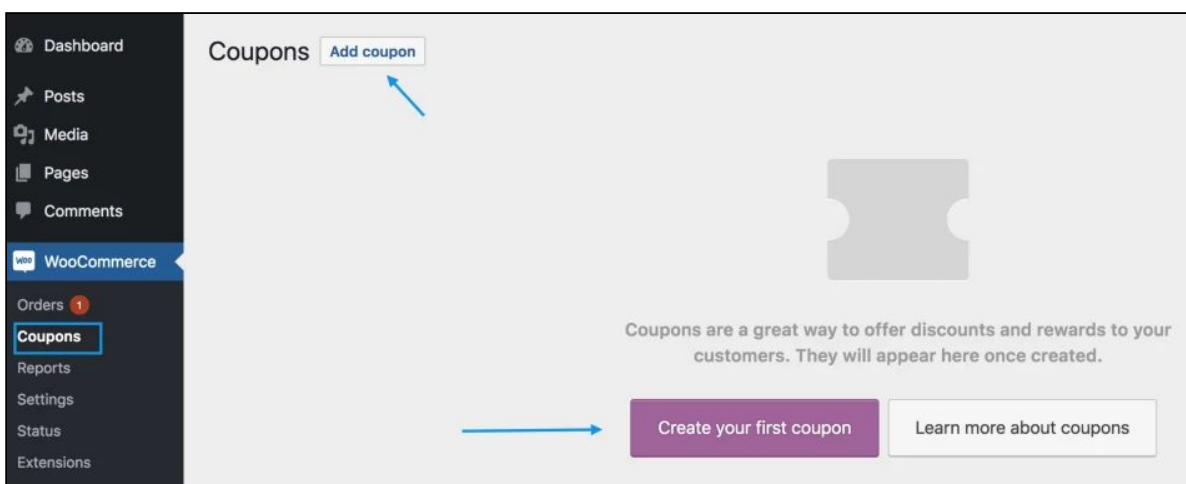 Dashboard
Posts
Media
Pages
Comments
Woo WooCommerce
Orders 1
Coupons
Reports
Settings
Status
Extensions
Coupons Add coupon
Coupons are a great way to offer discounts and rewards to your
customers. They will appear here once created.
Create your first coupon Learn more about coupons